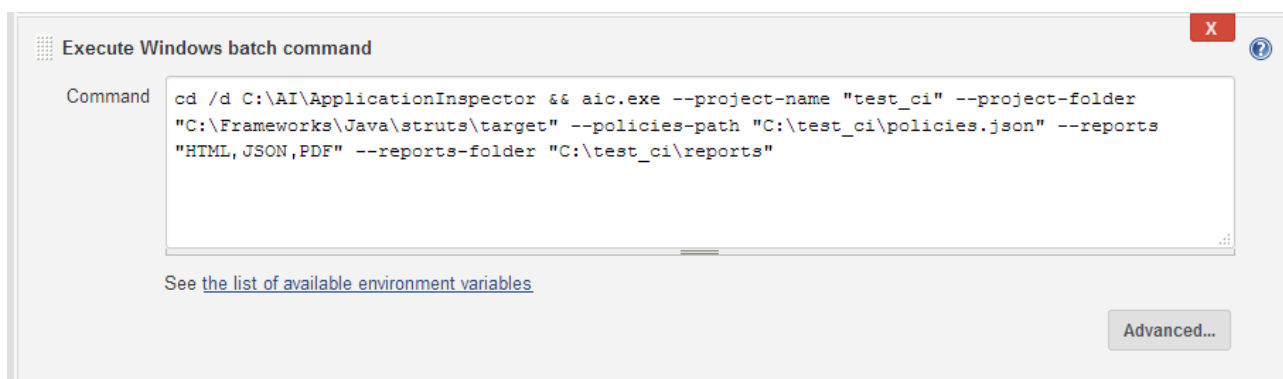 X
Execute Windows batch command
Command
cd /d C:\AI\ApplicationInspector && aic.exe --project-name "test_ci" --project-folder
"C:\Frameworks\Java\struts\target" --policies-path "C:\test_ci\policies.json" --reports
"HTML,JSON,PDF" --reports-folder "C:\test_ci\reports"
See the list of available environment variables
Advanced...
?